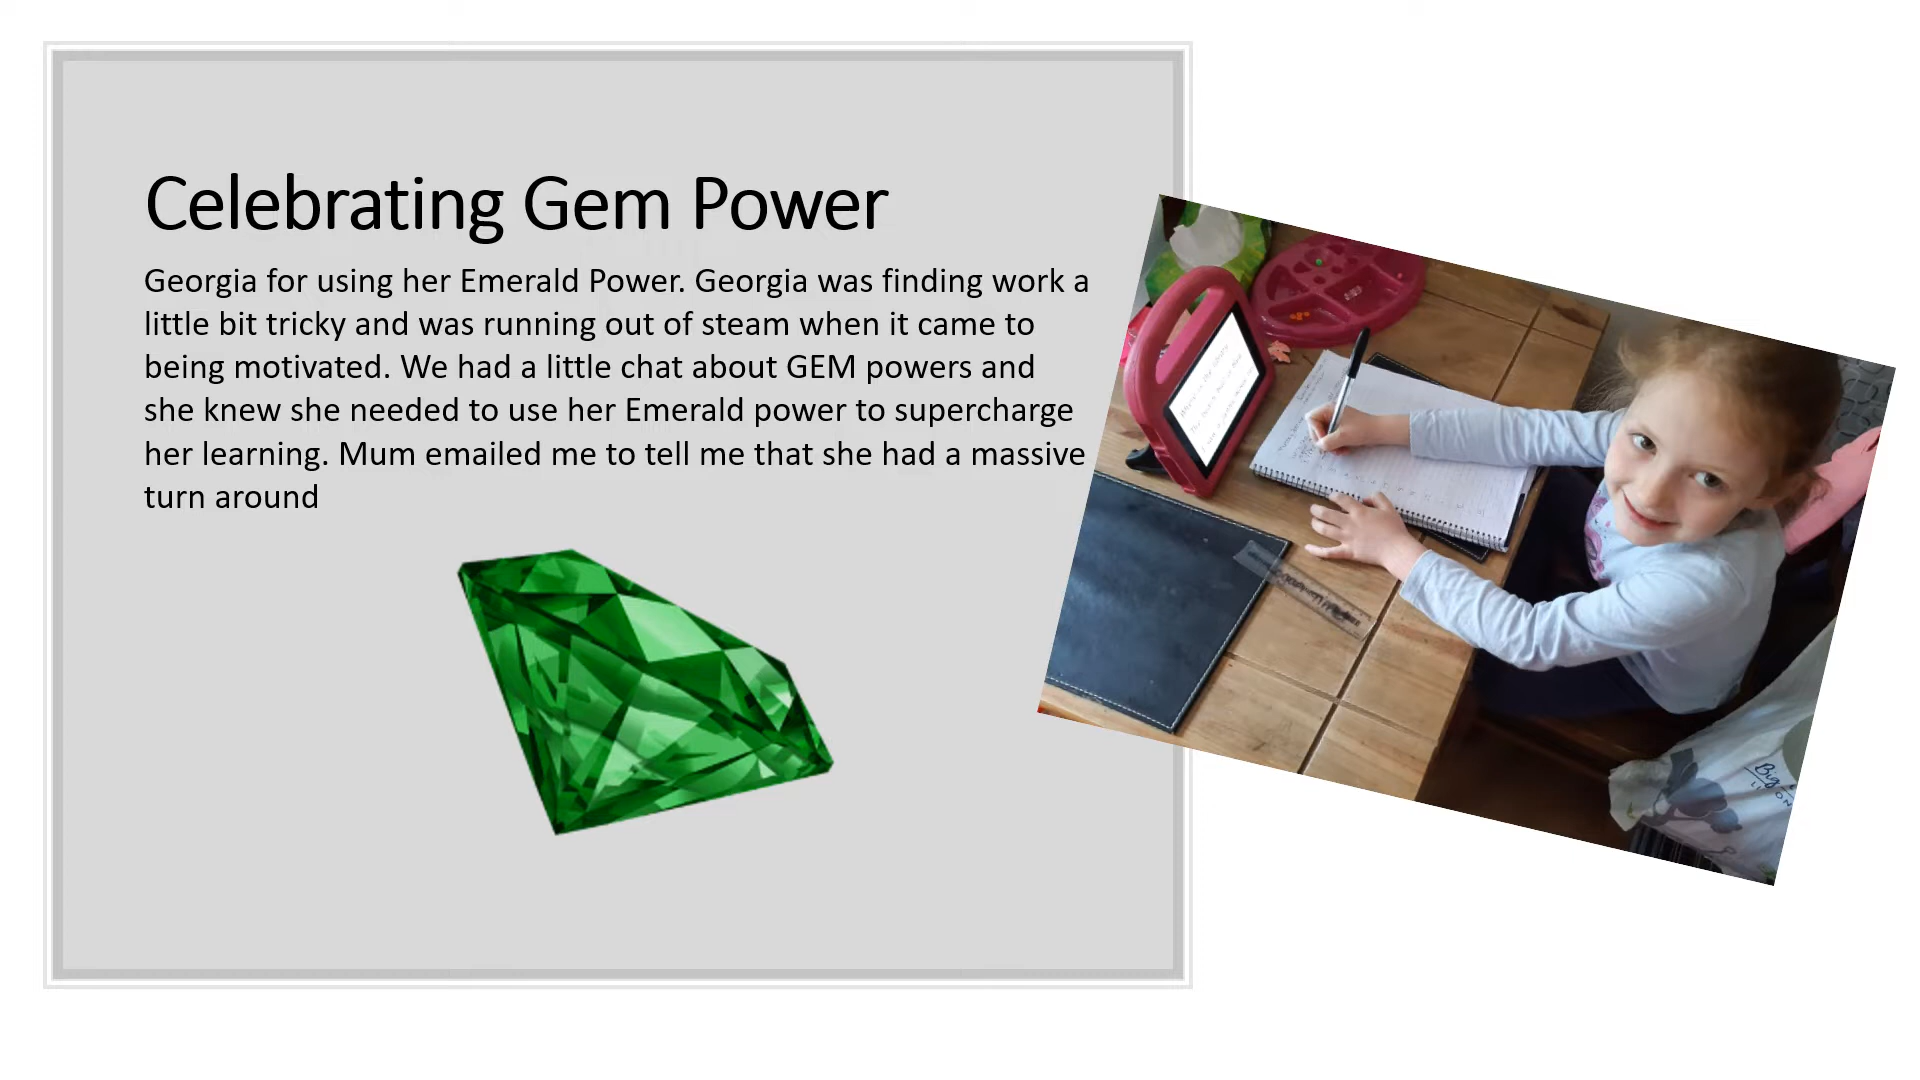 Celebrating Gem Power
Georgia for using her Emerald Power. Georgia was finding work a
little bit tricky and was running out of steam when it came to
being motivated. We had a little chat about GEM powers and
she knew she needed to use her Emerald power to supercharge
her learning. Mum emailed me to tell me that she had a massive
turn around
Big